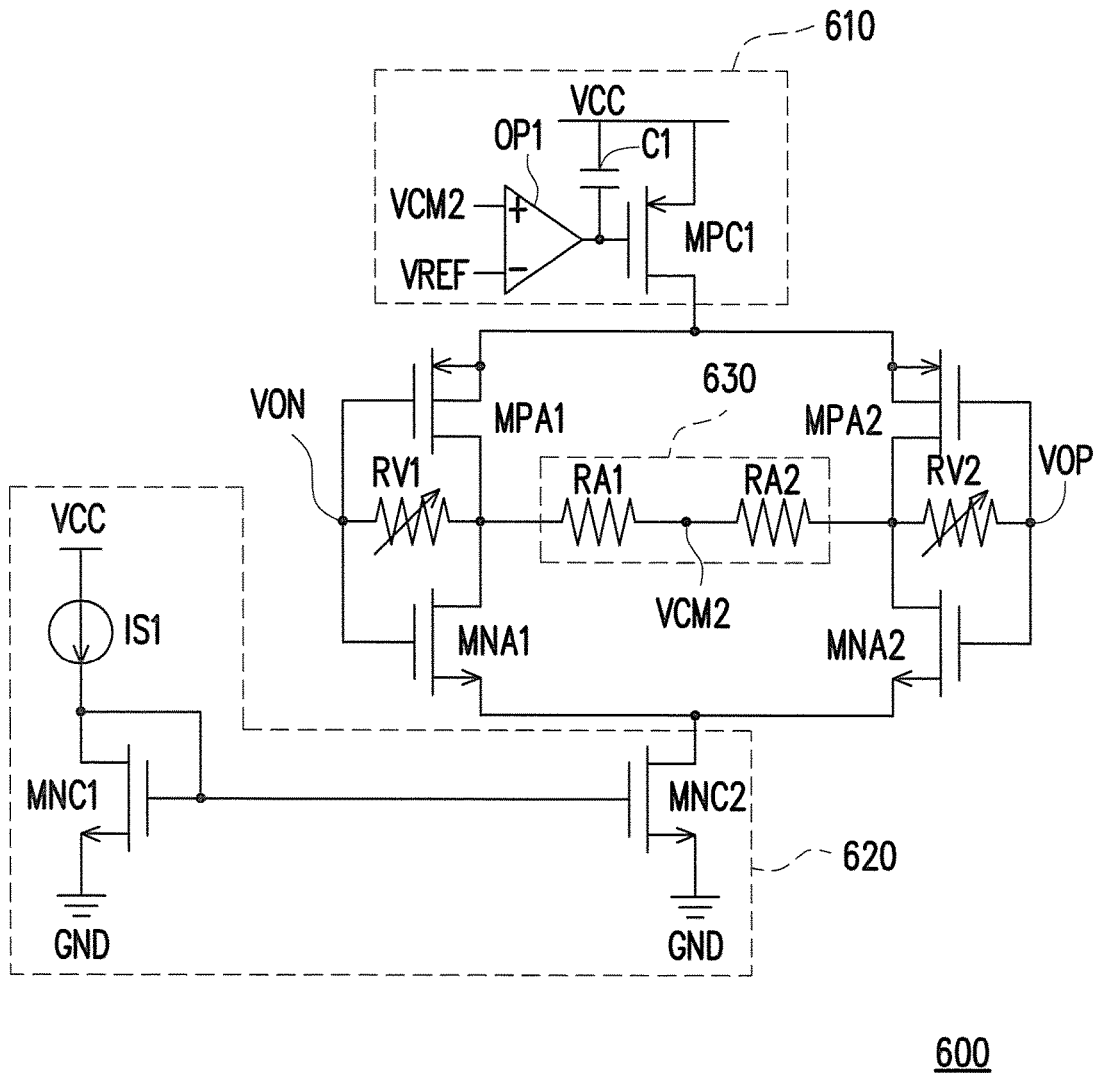 610
VCC
OP1
C1
VCM2
+
MPC1
VREF
−
630
VON
MPA1
MPA2
VOP
RV1
RA1
RA2
RV2
VCC
VCM2
IS1
MNA1
MNA2
MNC1
MNC2
620
GND
GND
600